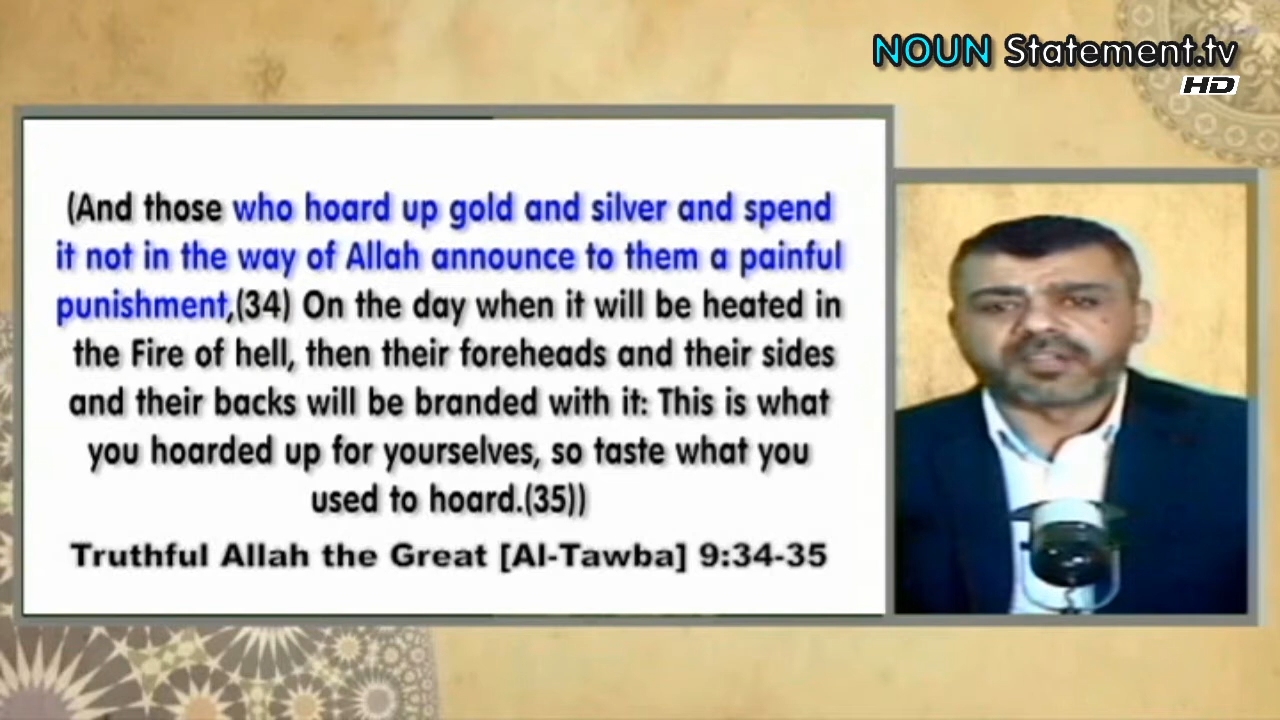 NOUN Statement.tv
HD
(And those who hoard up gold and silver and spend
it not in the way of Allah announce to them a painful
punishment,(34) On the day when it will be heated in
the Fire of hell, then their foreheads and their sides
and their backs will be branded with it: This is what
you hoarded up for yourselves, so taste what you
used to hoard.(35))
Truthful Allah the Great [Al-Tawba] 9:34-35